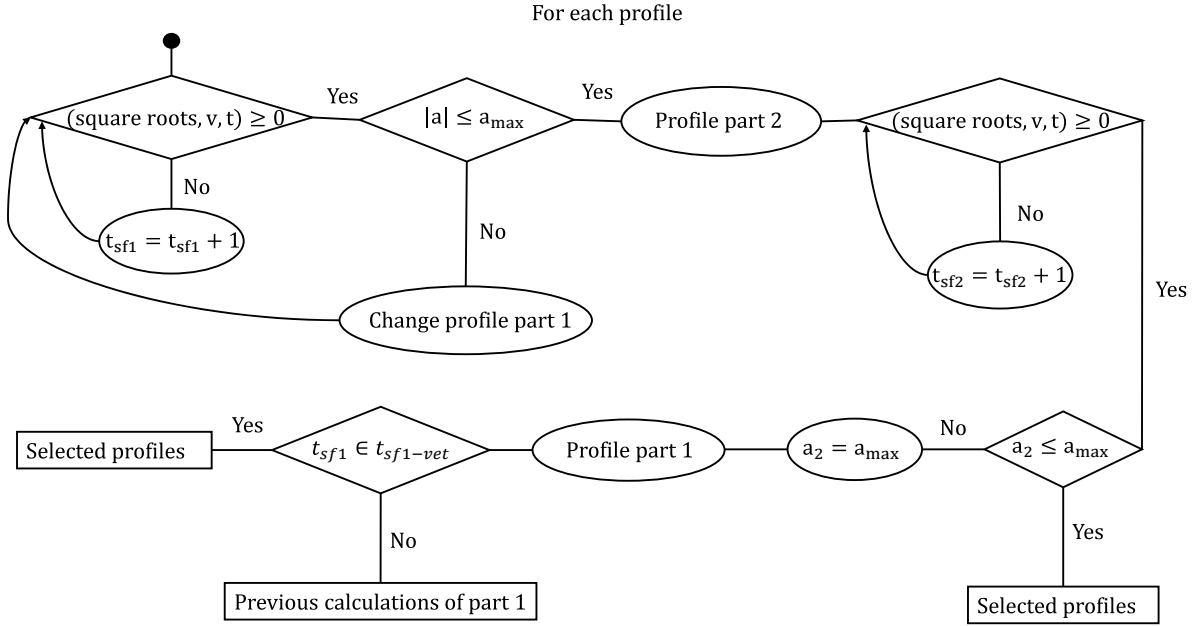 For each profile
(square roots, v, t) ≥ 0
Yes
|a| ≤ a_max
Yes
Profile part 2
(square roots, v, t) ≥ 0
No
t_sf1 = t_sf1 + 1
No
Change profile part 1
No
t_sf2 = t_sf2 + 1
Yes
a_2 ≤ a_max
No
a_2 = a_max
Profile part 1
t_sf1 ∈ t_sf1−vet
Yes
Selected profiles
No
Previous calculations of part 1
Yes
Selected profiles